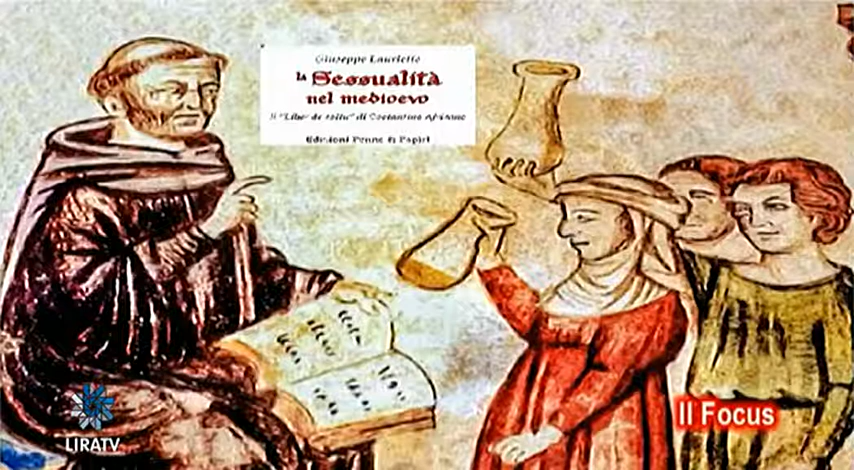 Giuseppe Lauriello
la Sessualità
nel medioevo
Il "Liber de coitu" di Costantino Africano
Edizioni Penne & Papiri
LIRATV
Il Focus